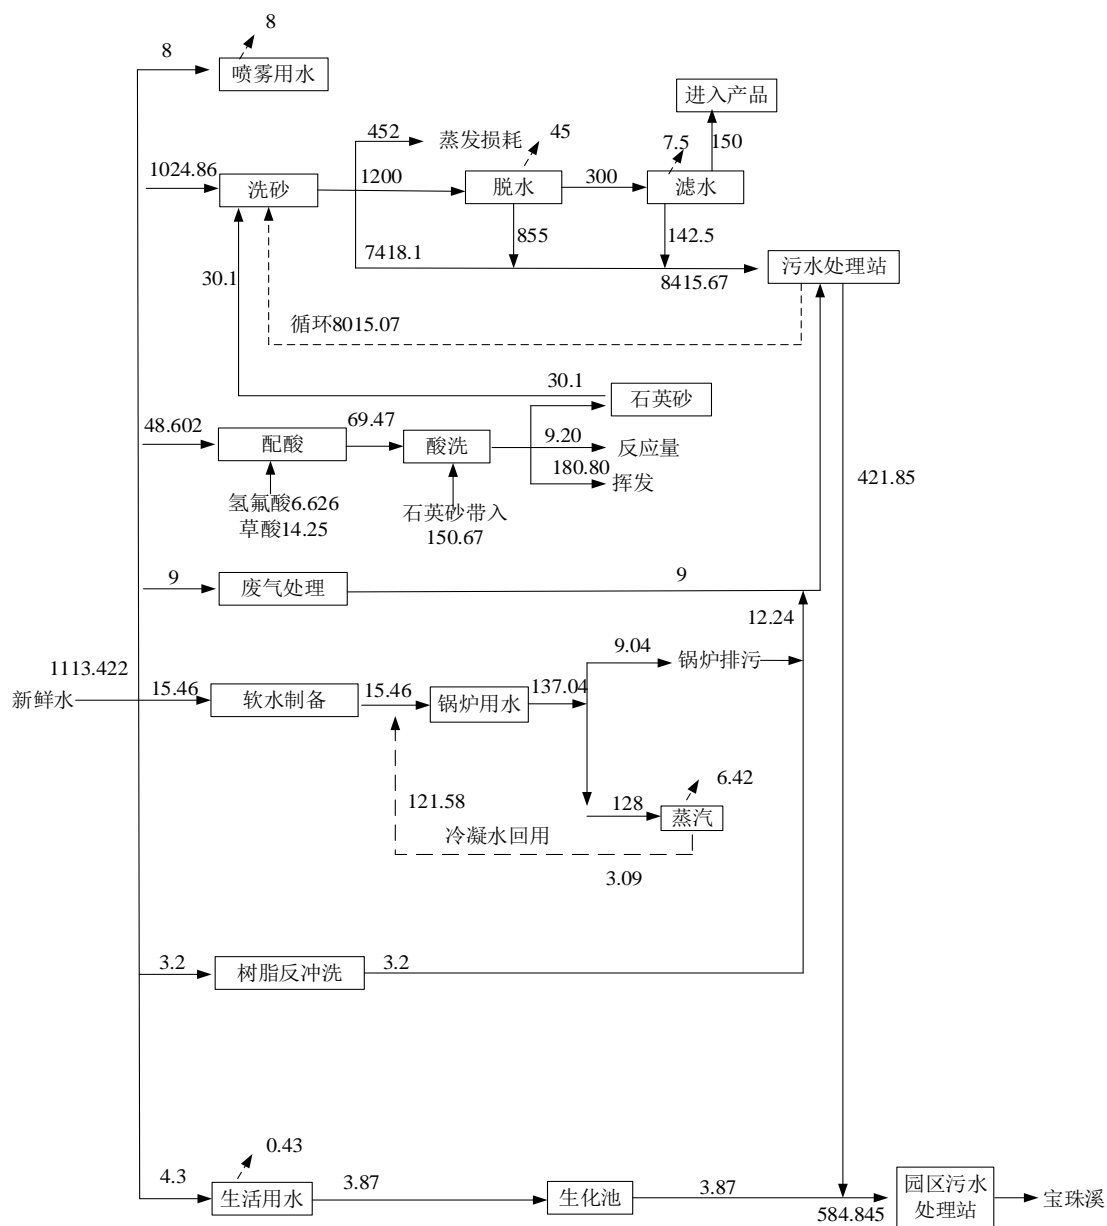 8
8
喷雾用水
进入产品
452
蒸发损耗
45
7.5
150
1024.86
洗砂
1200
脱水
300
滤水
855
142.5
7418.1
8415.67
污水处理站
30.1
循环8015.07
30.1
石英砂
48.602
配酸
69.47
酸洗
9.20
反应量
180.80
挥发
421.85
氢氟酸6.626
草酸14.25
石英砂带入
150.67
9
废气处理
9
12.24
9.04
锅炉排污
1113.422
新鲜水
15.46
软水制备
15.46
锅炉用水
137.04
6.42
121.58
128
蒸汽
冷凝水回用
3.09
3.2
树脂反冲洗
3.2
0.43
4.3
生活用水
3.87
生化池
3.87
584.845
园区污水
处理站
宝珠溪